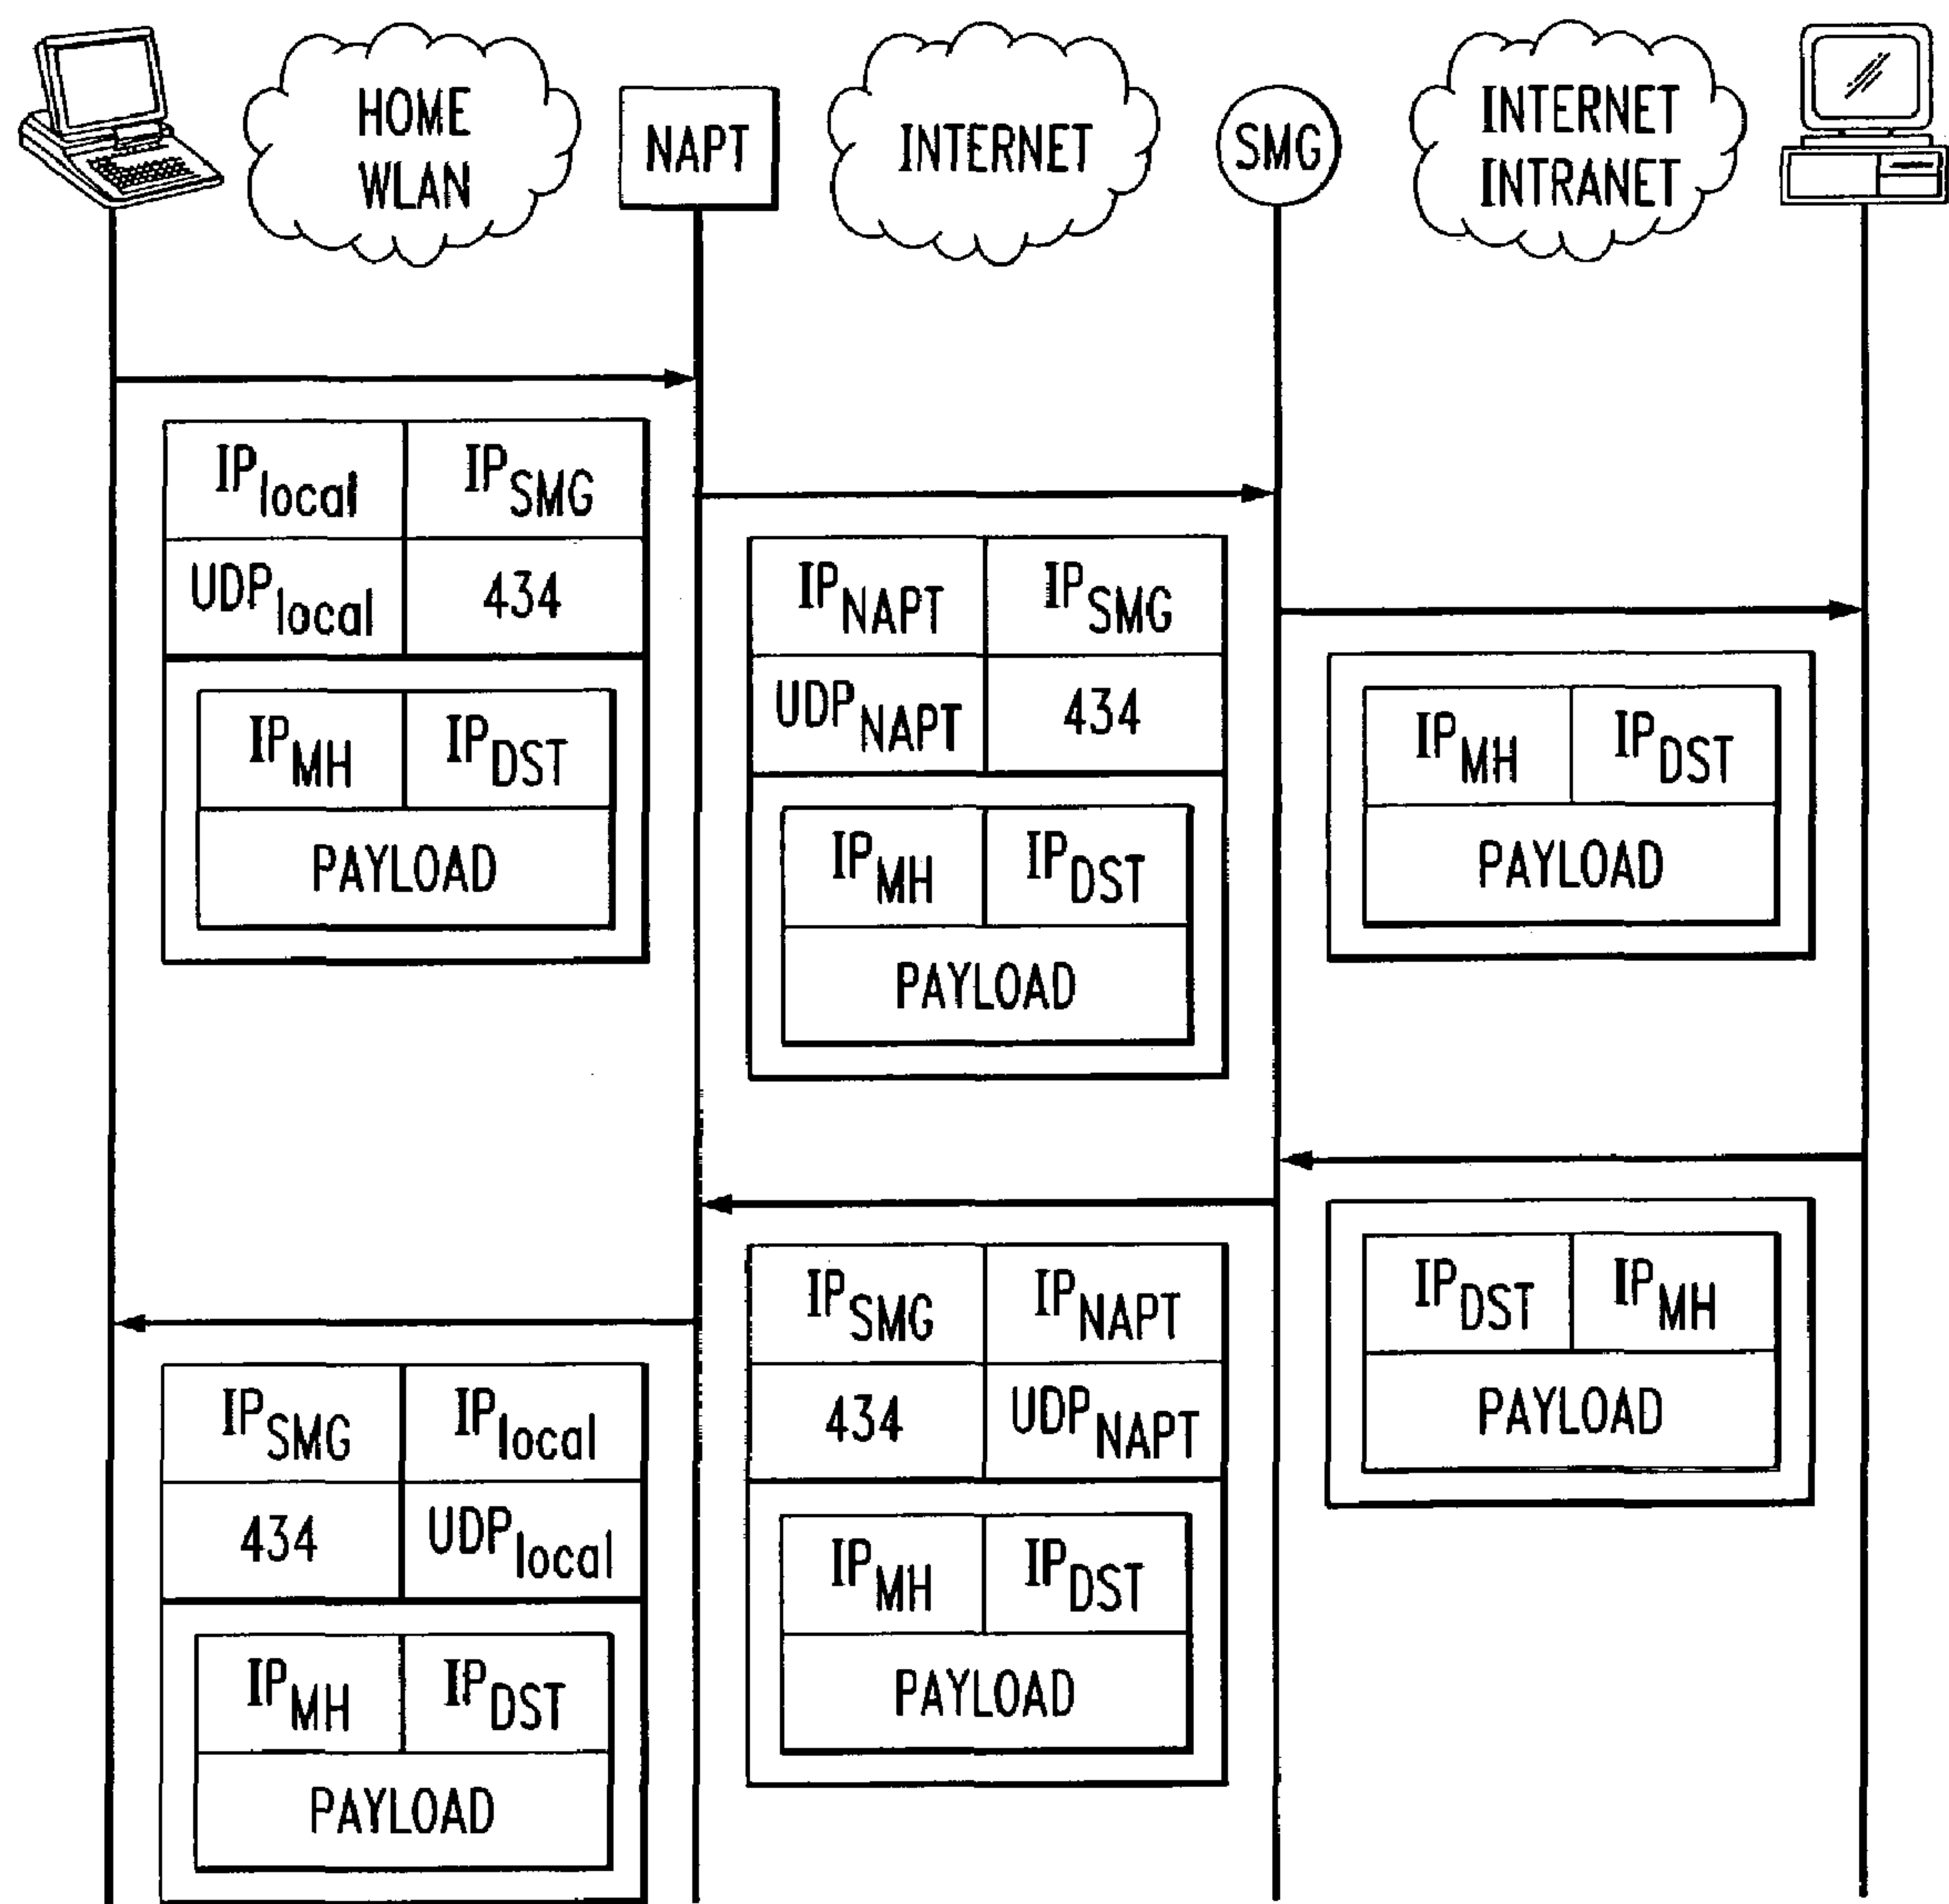 HOME
WLAN
NAPT
INTERNET
SMG
INTERNET
INTRANET
IPlocal IPSMG
UDPlocal 434
IPMH IPDST
PAYLOAD
IPNAPT IPSMG
UDPNAPT 434
IPMH IPDST
PAYLOAD
IPMH IPDST
PAYLOAD
IPDST IPMH
PAYLOAD
IPSMG IPNAPT
434 UDPNAPT
IPMH IPDST
PAYLOAD
IPSMG IPlocal
434 UDPlocal
IPMH IPDST
PAYLOAD